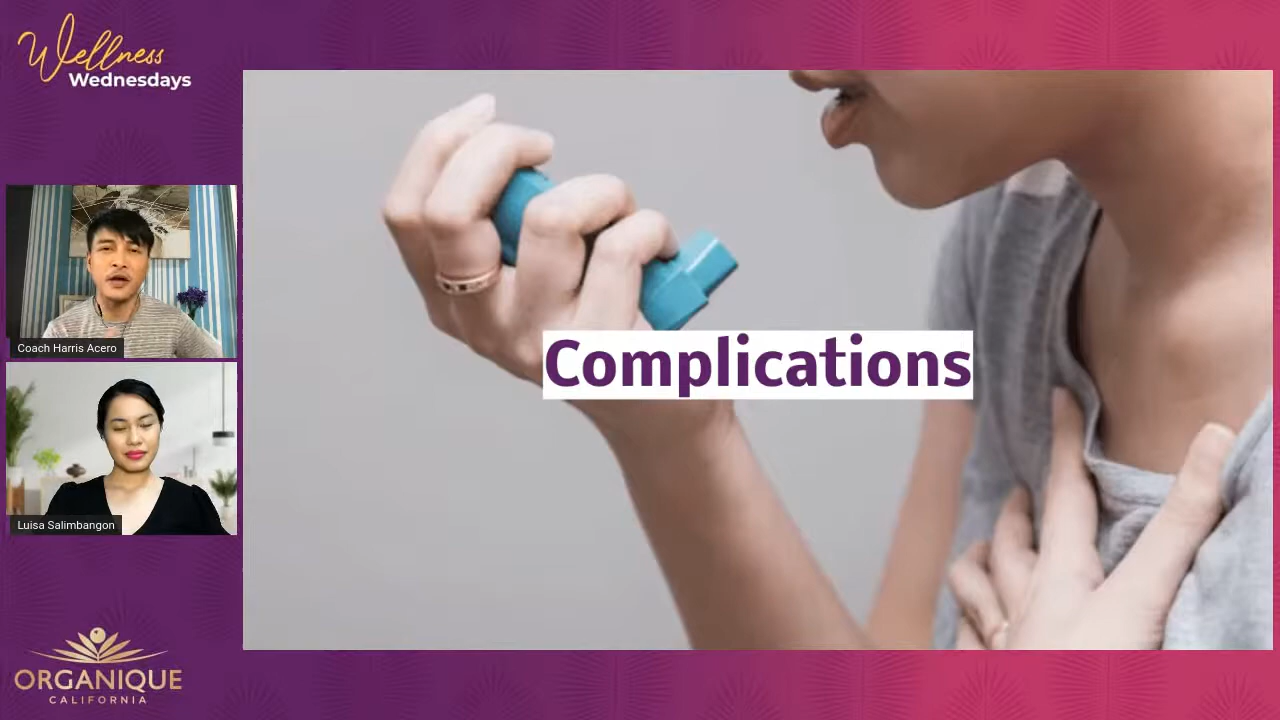 Wellness
Wednesdays
Coach Harris Acero
Complications
Luisa Salimbangon
ORGANIQUE
CALIFORNIA